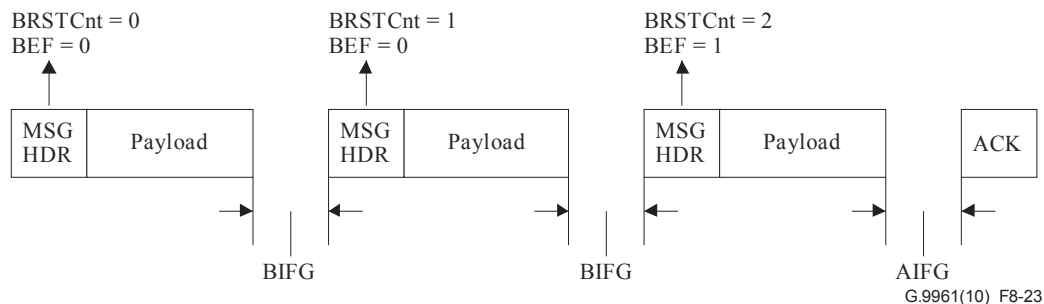 BRSTCnt = 0
BEF = 0
BRSTCnt = 1
BEF = 0
BRSTCnt = 2
BEF = 1
MSG
HDR
Payload
MSG
HDR
Payload
MSG
HDR
Payload
ACK
BIFG
BIFG
AIFG
G.9961(10)_F8-23